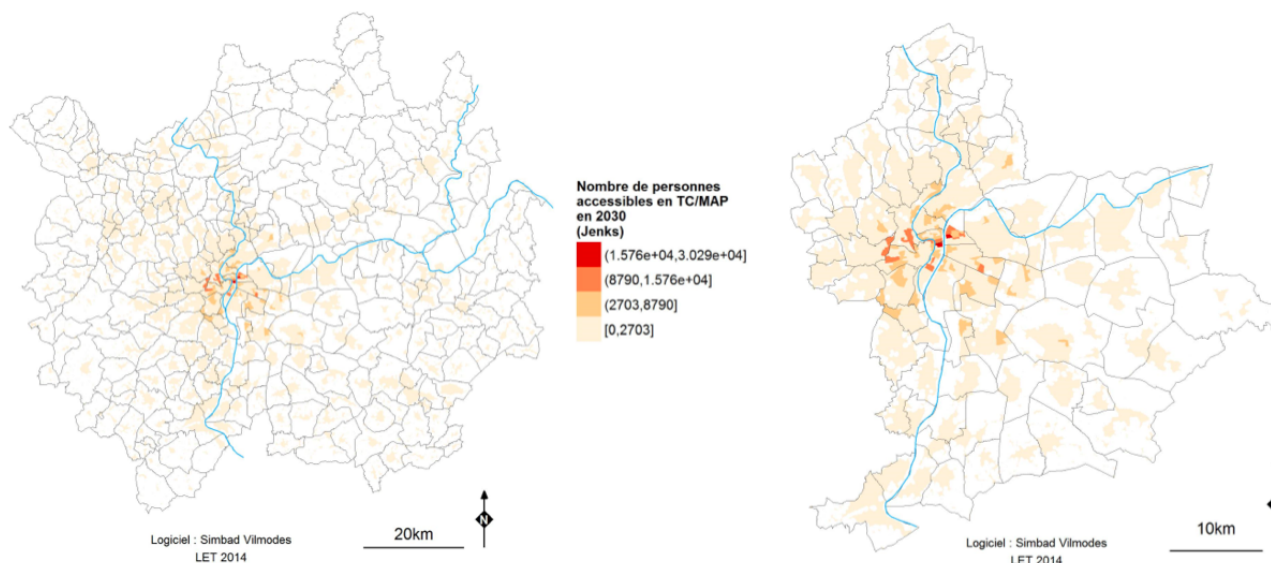 Nombre de personnes
accessibles en TC/MAP
en 2030
(Jenks)
(1.576e+04,3.029e+04]
(8790,1.576e+04]
(2703,8790]
[0,2703]
Logiciel : Simbad Vilmodes
LET 2014
20km
N
Logiciel : Simbad Vilmodes
LET 2014
10km